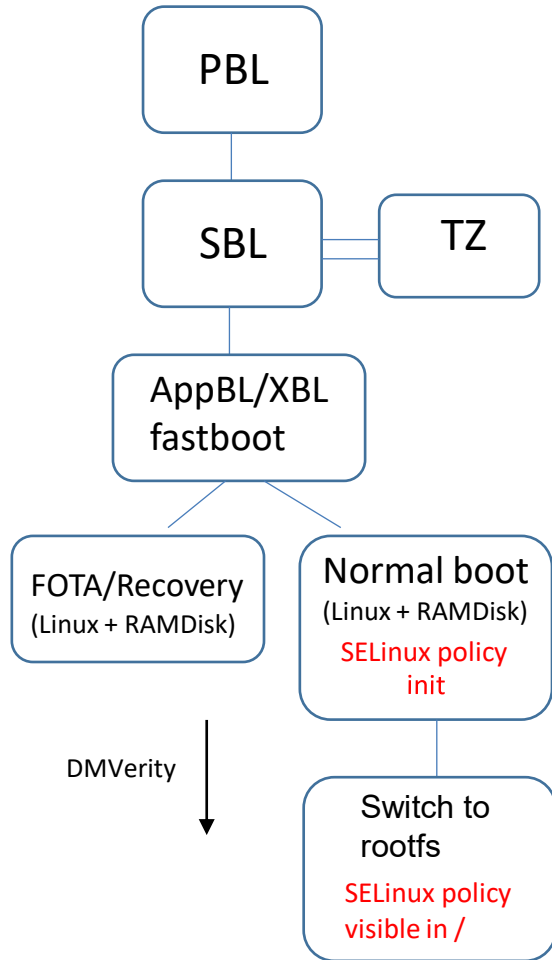 PBL
SBL
TZ
AppBL/XBL
fastboot
FOTA/Recovery
(Linux + RAMDisk)
Normal boot
(Linux + RAMDisk)
SELinux policy
init
DMVerity
Switch to
rootfs
SELinux policy
visible in /